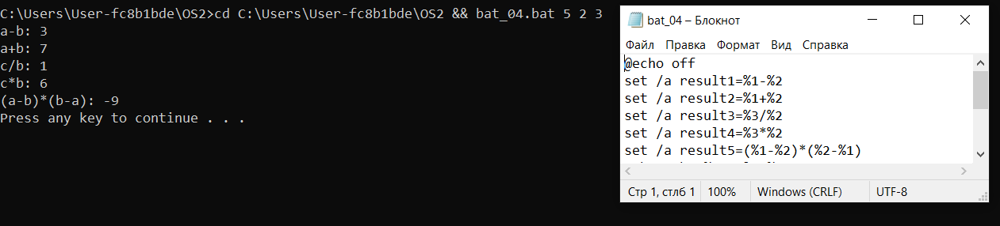 C:\Users\User-fc8b1bde\OS2>cd C:\Users\User-fc8b1bde\OS2 && bat_04.bat 5 2 3
a-b: 3
a+b: 7
c/b: 1
c*b: 6
(a-b)*(b-a): -9
Press any key to continue . . .
bat_04 – Блокнот
Файл Правка Формат Вид Справка
@echo off
set /a result1=%1-%2
set /a result2=%1+%2
set /a result3=%3/%2
set /a result4=%3*%2
set /a result5=(%1-%2)*(%2-%1)
Стр 1, стлб 1 100% Windows (CRLF) UTF-8